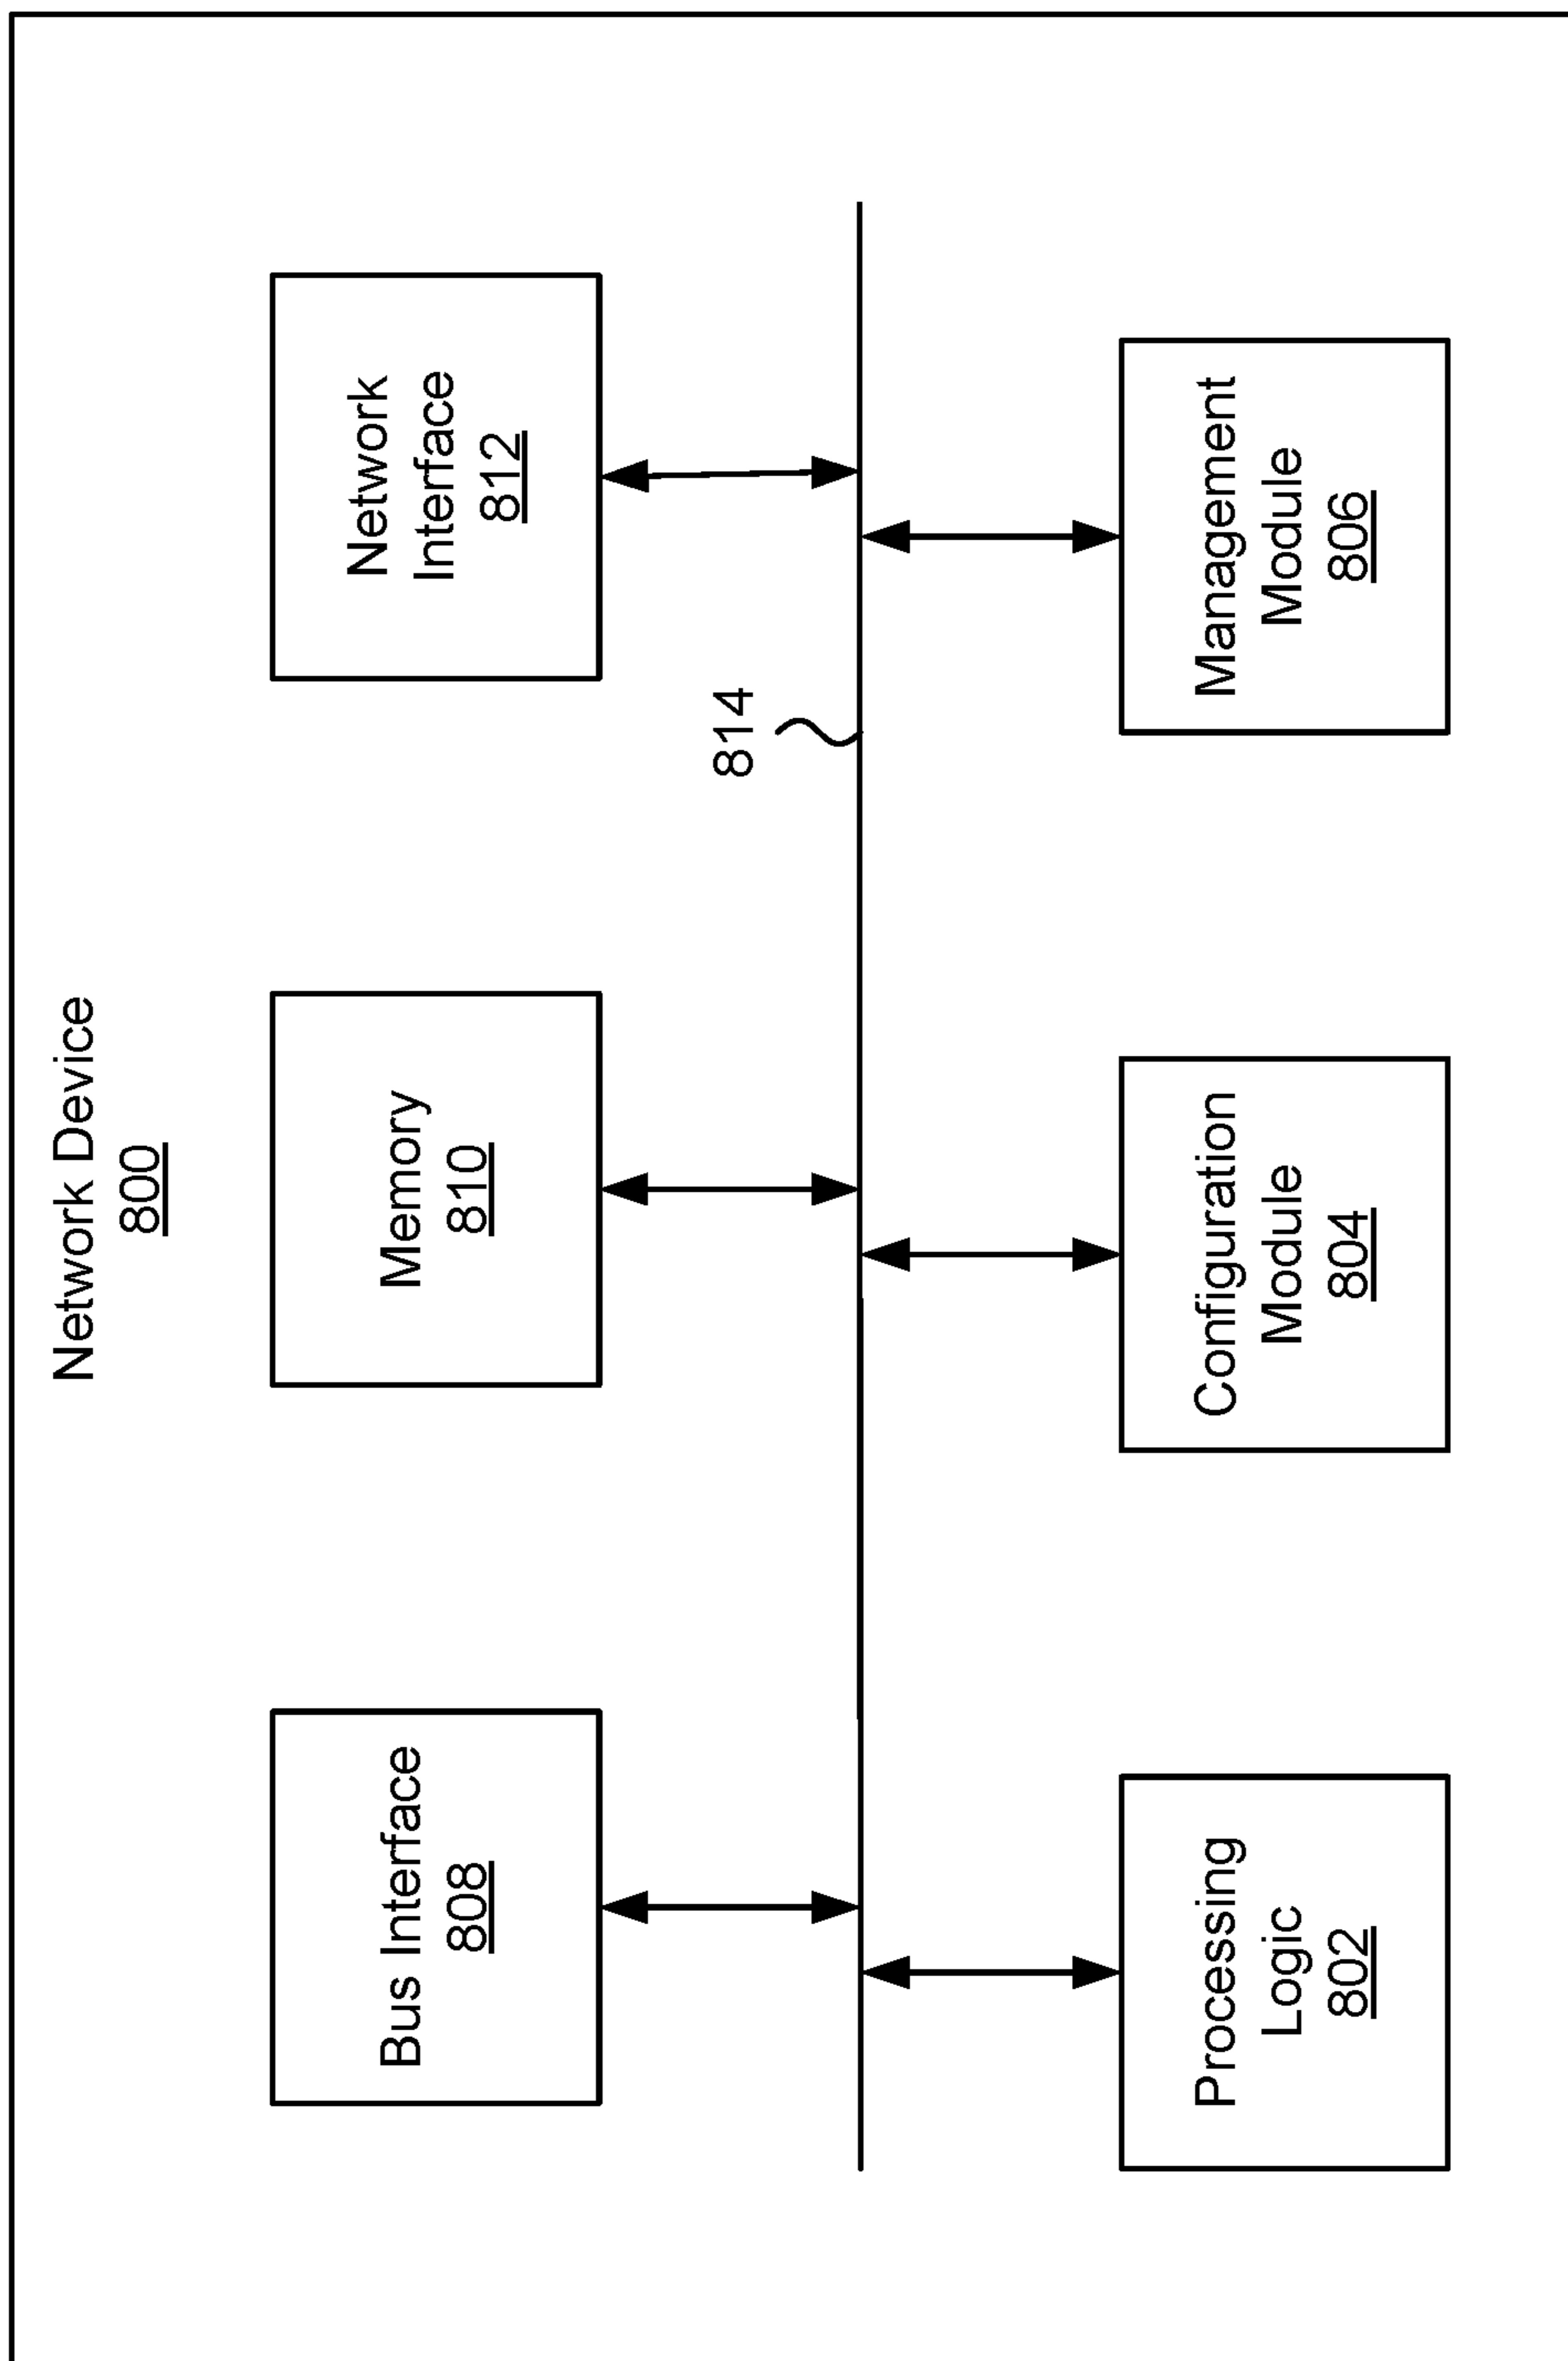 Network Device
800
Bus Interface
808
Memory
810
Network
Interface
812
814
Processing
Logic
802
Configuration
Module
804
Management
Module
806